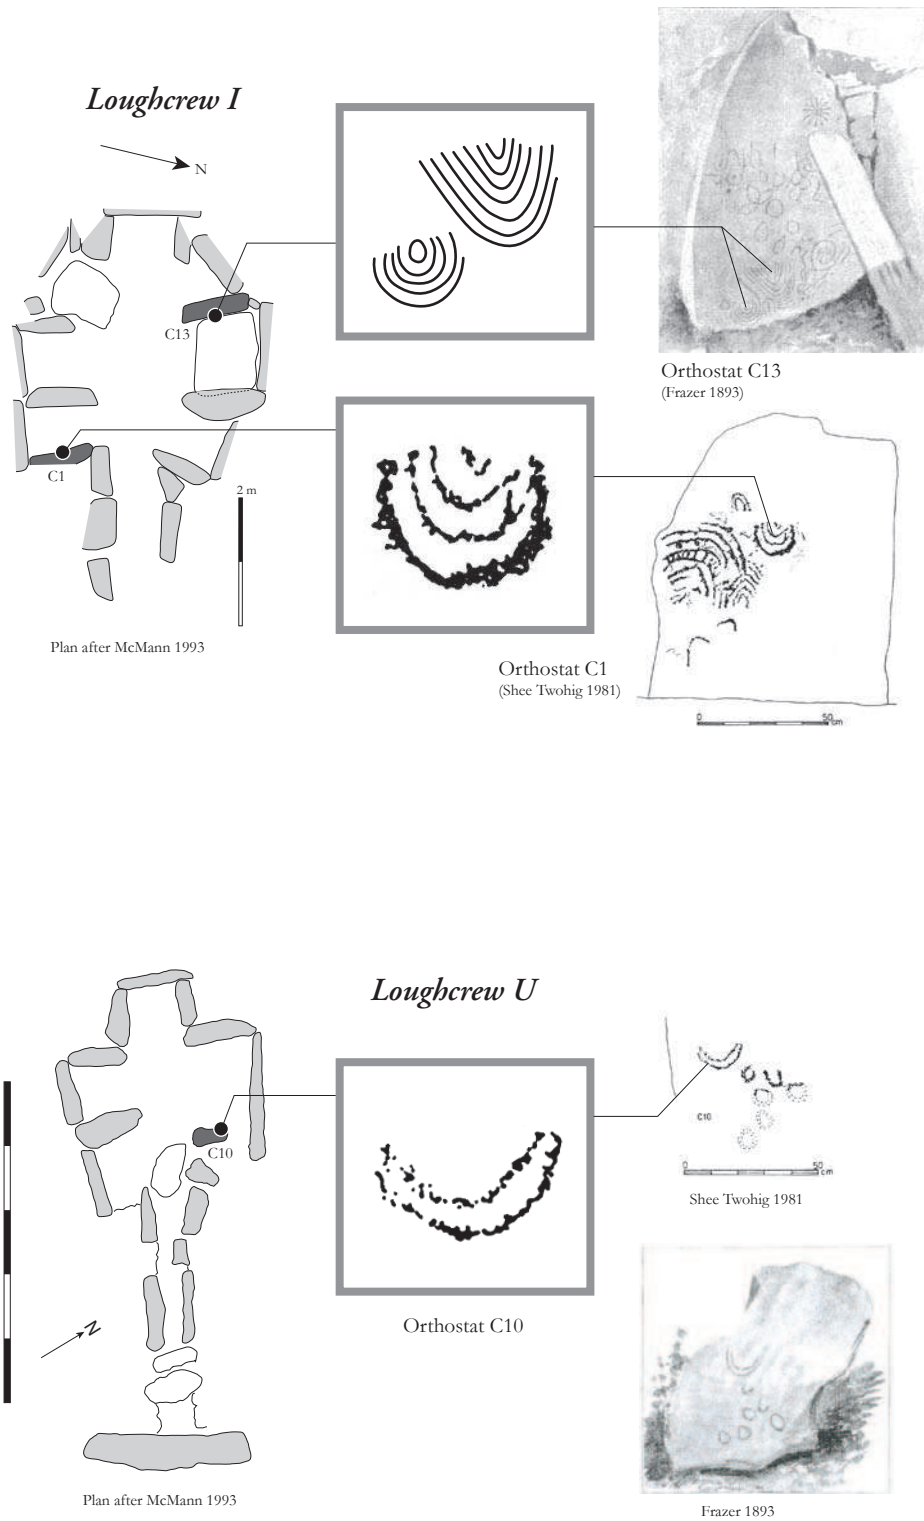 Loughcrew I
N
C13
C1
2 m
Plan after McMann 1993
Orthostat C13
(Frazer 1893)
Orthostat C1
(Shee Twohig 1981)
0
50
cm
Loughcrew U
C10
N
Plan after McMann 1993
Orthostat C10
C10
0
50
cm
Shee Twohig 1981
Frazer 1893